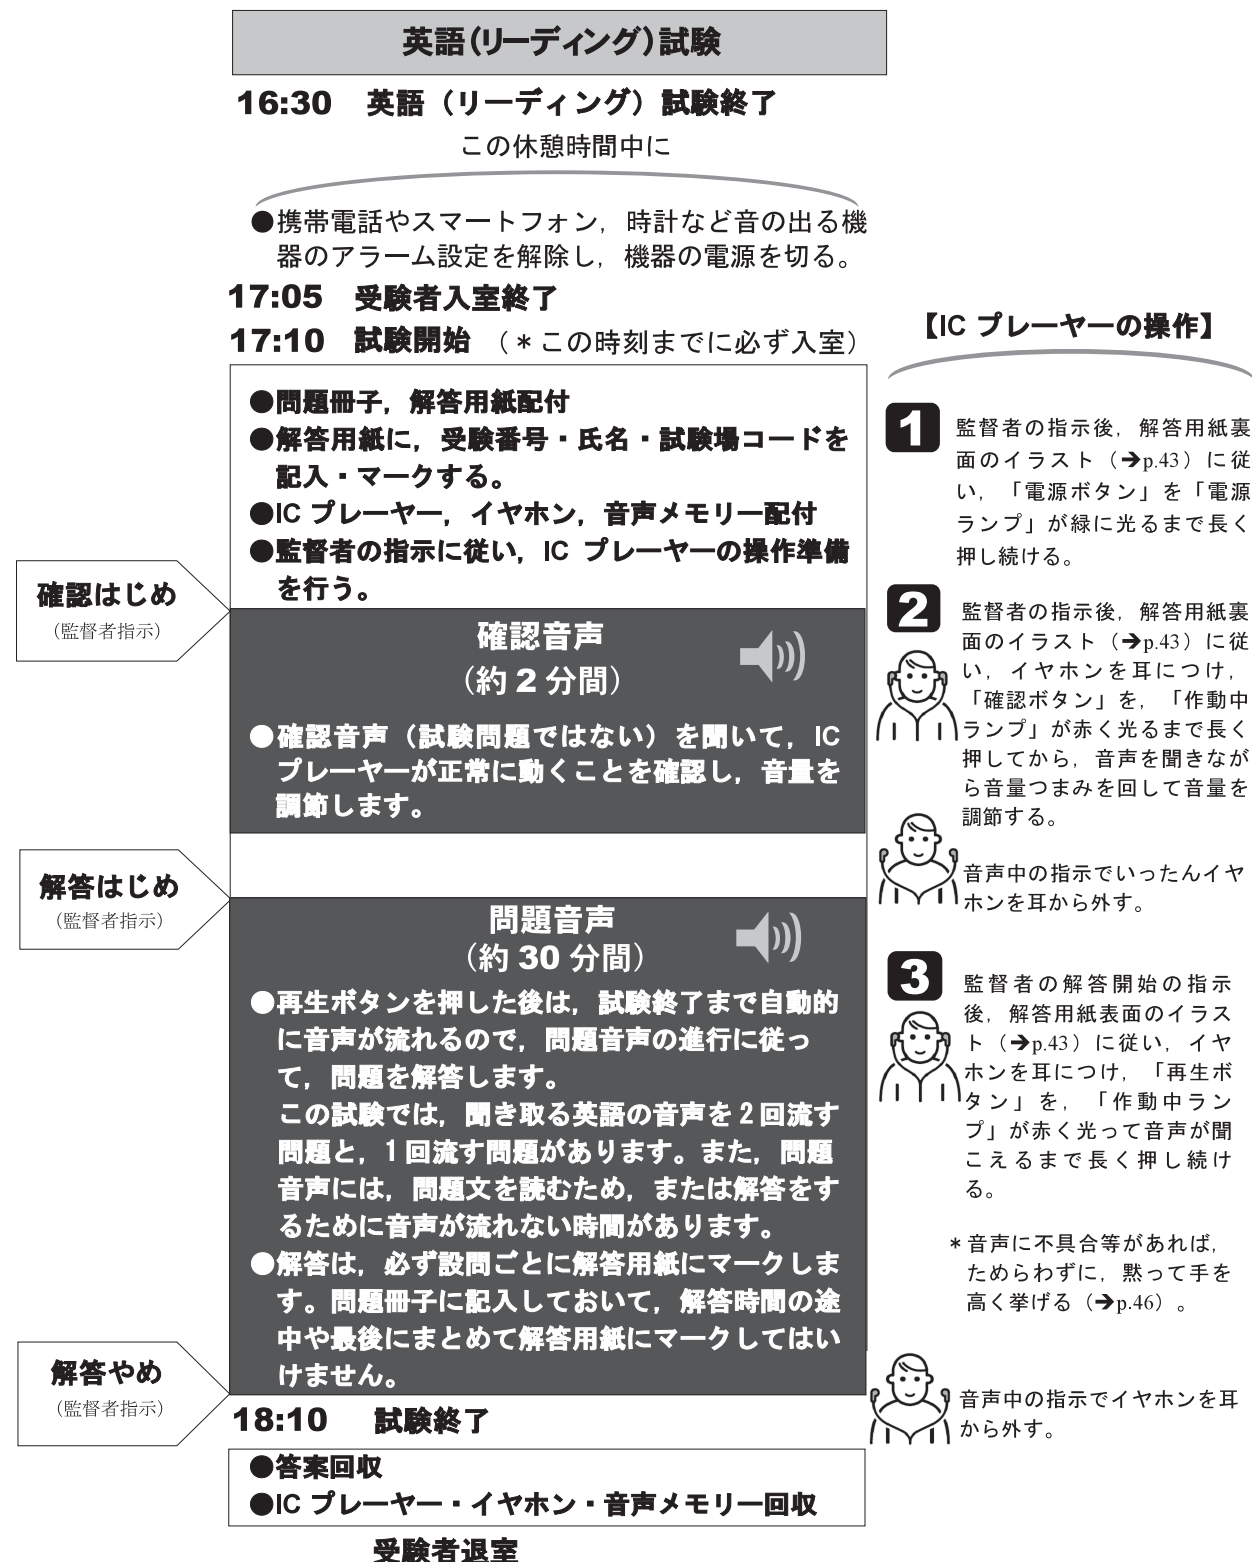 英語(リーディング)試験
16:30 英語（リーディング）試験終了
この休憩時間中に
●携帯電話やスマートフォン，時計など音の出る機
器のアラーム設定を解除し，機器の電源を切る。
17:05 受験者入室終了
17:10 試験開始 （＊この時刻までに必ず入室）
●問題冊子，解答用紙配付
●解答用紙に，受験番号・氏名・試験場コードを
記入・マークする。
●IC プレーヤー，イヤホン，音声メモリー配付
●監督者の指示に従い，IC プレーヤーの操作準備
を行う。
確認はじめ
（監督者指示）
確認音声
（約 2 分間）
●確認音声（試験問題ではない）を聞いて，IC
プレーヤーが正常に動くことを確認し，音量を
調節します。
解答はじめ
（監督者指示）
問題音声
（約 30 分間）
●再生ボタンを押した後は，試験終了まで自動的
に音声が流れるので，問題音声の進行に従っ
て，問題を解答します。
この試験では，聞き取る英語の音声を２回流す
問題と，１回流す問題があります。また，問題
音声には，問題文を読むため，または解答をす
るために音声が流れない時間があります。
●解答は，必ず設問ごとに解答用紙にマークしま
す。問題冊子に記入しておいて，解答時間の途
中や最後にまとめて解答用紙にマークしてはい
けません。
解答やめ
（監督者指示）
18:10 試験終了
●答案回収
●IC プレーヤー・イヤホン・音声メモリー回収
受験者退室
【IC プレーヤーの操作】
1
監督者の指示後，解答用紙裏
面のイラスト（➔p.43）に従
い，「電源ボタン」を「電源
ランプ」が緑に光るまで長く
押し続ける。
2
監督者の指示後，解答用紙裏
面のイラスト（➔p.43）に従
い，イヤホンを耳につけ，
「確認ボタン」を，「作動中
ランプ」が赤く光るまで長く
押してから，音声を聞きなが
ら音量つまみを回して音量を
調節する。
音声中の指示でいったんイヤ
ホンを耳から外す。
3
監督者の解答開始の指示
後，解答用紙表面のイラス
ト（➔p.43）に従い，イヤ
ホンを耳につけ，「再生ボ
タン」を，「作動中ラン
プ」が赤く光って音声が聞
こえるまで長く押し続け
る。
＊音声に不具合等があれば，
ためらわずに，黙って手を
高く挙げる（➔p.46）。
音声中の指示でイヤホンを耳
から外す。